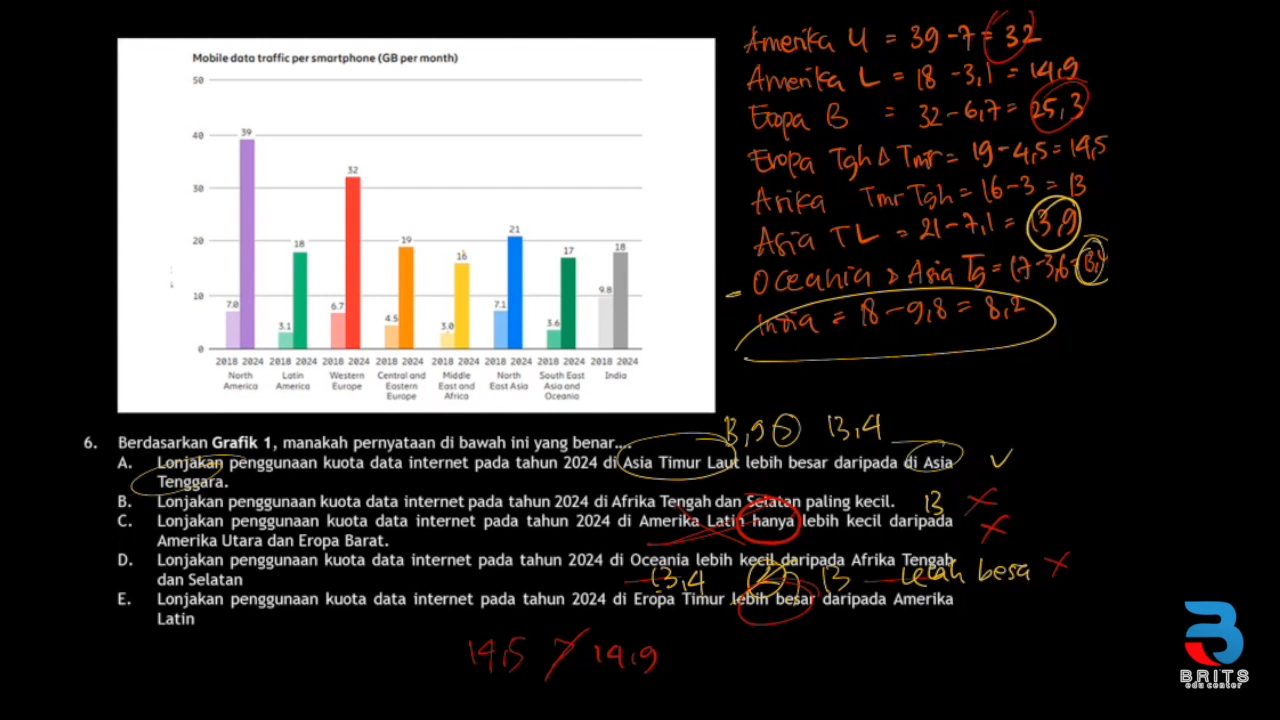 Mobile data traffic per smartphone (GB per month)
50
40
30
20
10
0
7.0 39
3.1 18
6.7 32
4.5 19
3.0 16
7.1 21
3.6 17
9.8 18
2018 2024 2018 2024 2018 2024 2018 2024 2018 2024 2018 2024 2018 2024 2018 2024
North America
Latin America
Western Europe
Central and Eastern Europe
Middle East and Africa
North East Asia
South East Asia and Oceania
India
Amerika U = 39 - 7 = 32
Amerika L = 18 - 3,1 = 14,9
Eropa B = 32 - 6,7 = 25,3
Eropa Tgh & Tmr = 19 - 4,5 = 14,5
Arika Tmr Tgh = 16 - 3 = 13
Asia TL = 21 - 7,1 = 13,9
- Oceania & Asia Tg = 17 - 3,6 = 13,4
India = 18 - 9,8 = 8,2
13,9 > 13,4
6. Berdasarkan Grafik 1, manakah pernyataan di bawah ini yang benar....
A. Lonjakan penggunaan kuota data internet pada tahun 2024 di Asia Timur Laut lebih besar daripada di Asia ✓
Tenggara.
B. Lonjakan penggunaan kuota data internet pada tahun 2024 di Afrika Tengah dan Selatan paling kecil. 13 ×
C. Lonjakan penggunaan kuota data internet pada tahun 2024 di Amerika Latin hanya lebih kecil daripada ×
Amerika Utara dan Eropa Barat.
D. Lonjakan penggunaan kuota data internet pada tahun 2024 di Oceania lebih kecil daripada Afrika Tengah
dan Selatan
13,4 > 13 besa ×
E. Lonjakan penggunaan kuota data internet pada tahun 2024 di Eropa Timur lebih besar daripada Amerika
Latin
14,5 > 14,9
BRITS
edu center